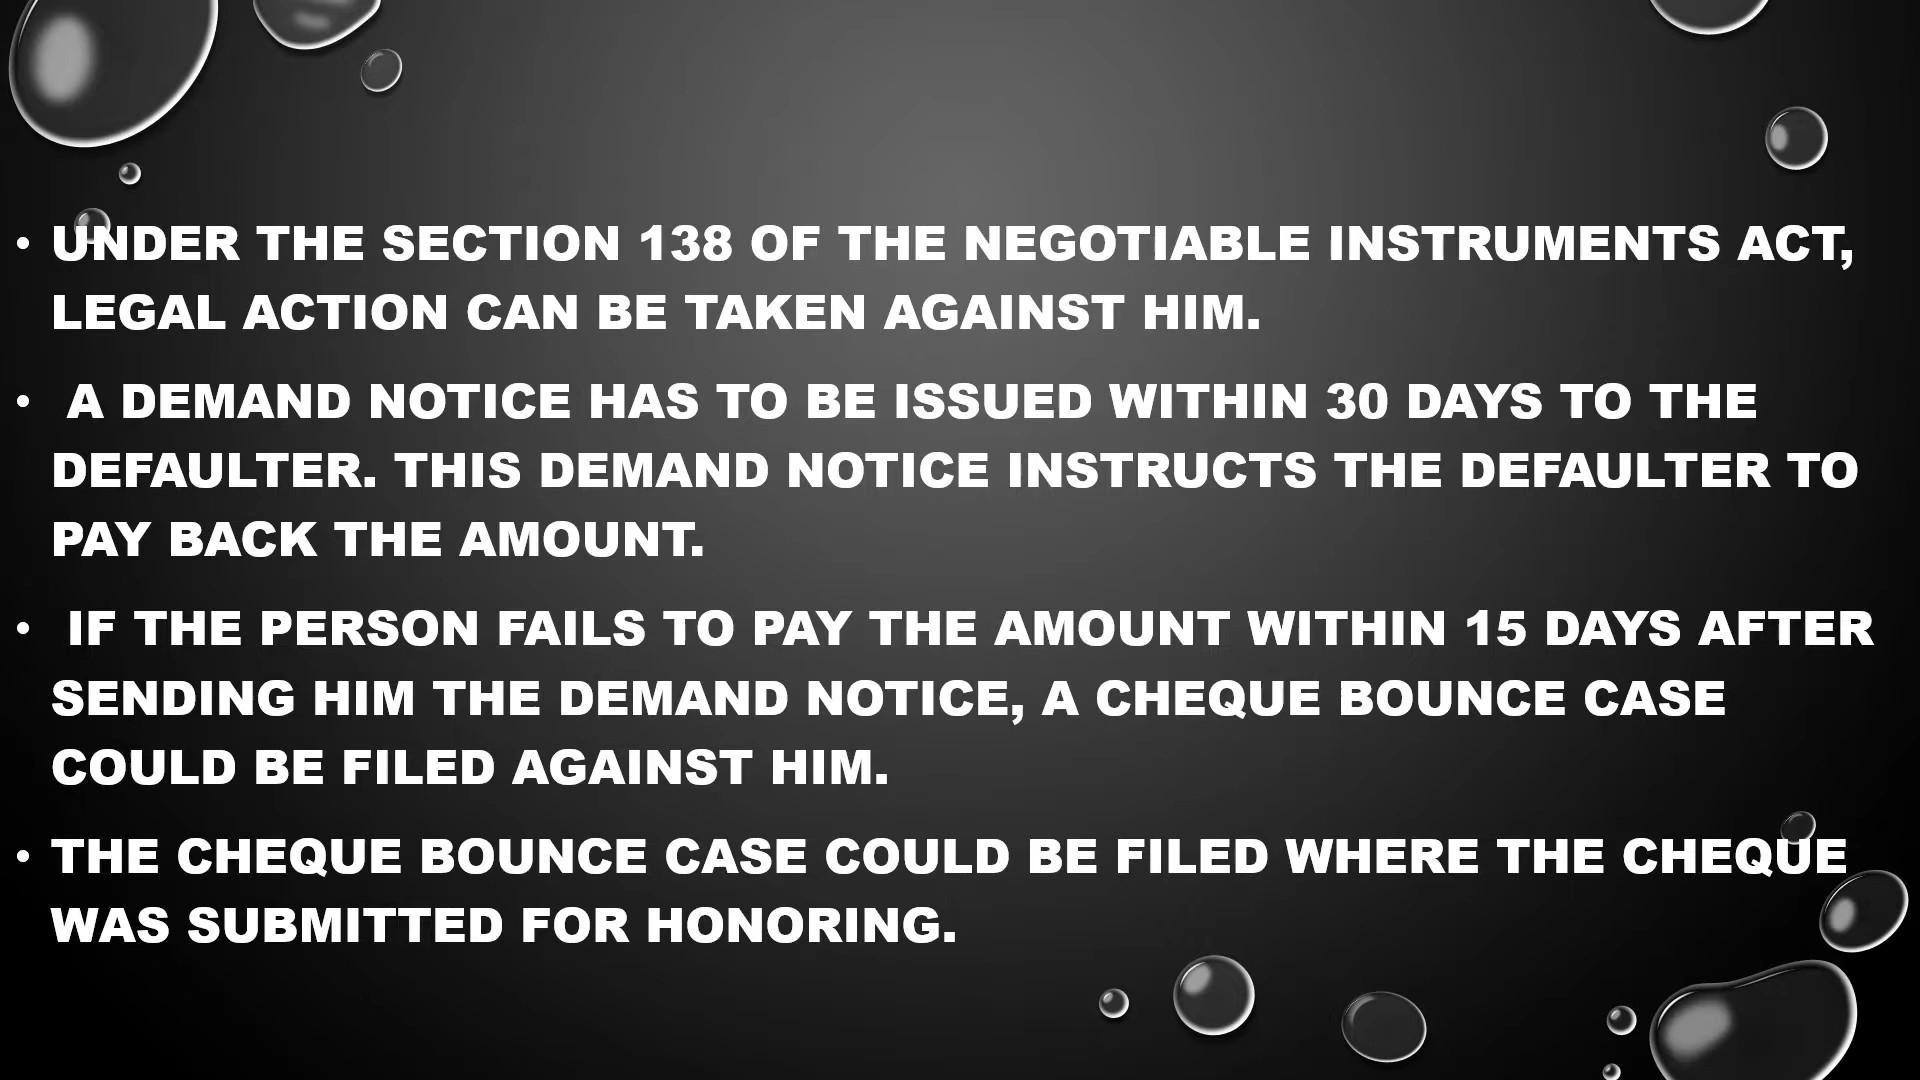 • UNDER THE SECTION 138 OF THE NEGOTIABLE INSTRUMENTS ACT,
LEGAL ACTION CAN BE TAKEN AGAINST HIM.
• A DEMAND NOTICE HAS TO BE ISSUED WITHIN 30 DAYS TO THE
DEFAULTER. THIS DEMAND NOTICE INSTRUCTS THE DEFAULTER TO
PAY BACK THE AMOUNT.
• IF THE PERSON FAILS TO PAY THE AMOUNT WITHIN 15 DAYS AFTER
SENDING HIM THE DEMAND NOTICE, A CHEQUE BOUNCE CASE
COULD BE FILED AGAINST HIM.
• THE CHEQUE BOUNCE CASE COULD BE FILED WHERE THE CHEQUE
WAS SUBMITTED FOR HONORING.